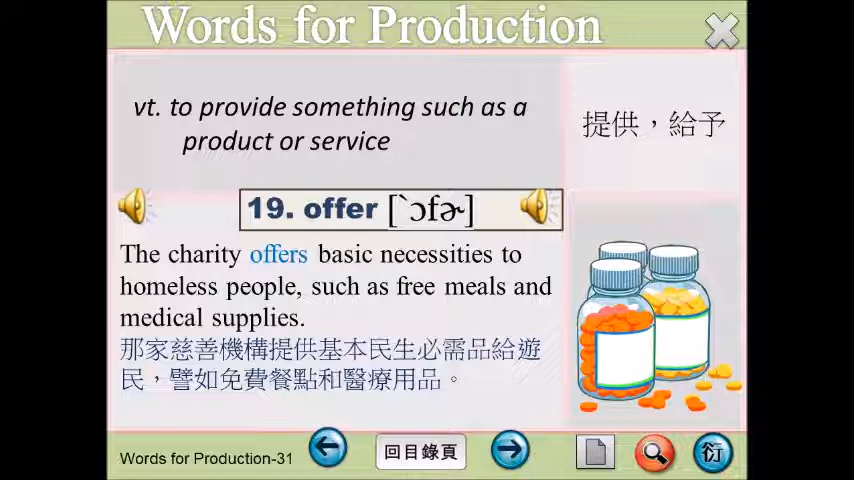 Words for Production
vt. to provide something such as a
product or service
提供，給予
19. offer [ˋɔfɚ]
The charity offers basic necessities to
homeless people, such as free meals and
medical supplies.
那家慈善機構提供基本民生必需品給遊
民，譬如免費餐點和醫療用品。
Words for Production-31
回目錄頁
衍